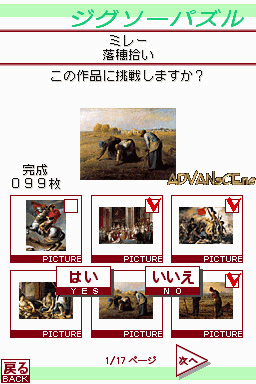 ジグソーパズル
ミレー
落穂拾い
この作品に挑戦しますか？
完成
099枚
ADVANsCEne
PICTURE
PICTURE
PICTURE
はい
YES
いいえ
NO
PICTURE
PICTURE
PICTURE
戻る
BACK
1/17 ページ
次へ